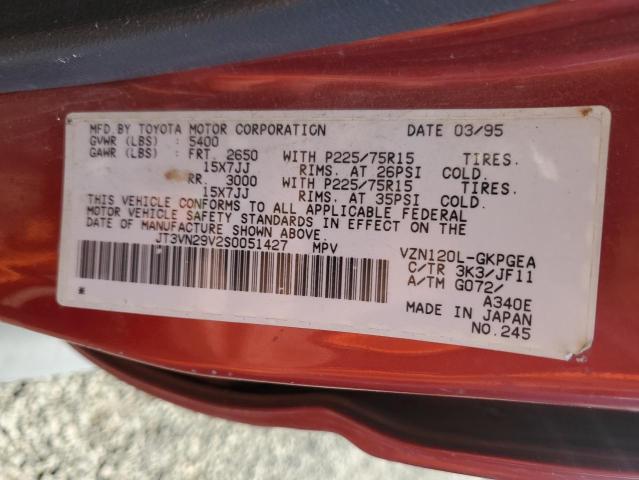 MFD.BY TOYOTA MOTOR CORPORATION DATE 03/95
GVWR (LBS) : 5400
GAWR (LBS) : FRT. 2650 WITH P225/75R15 TIRES.
15X7JJ RIMS. AT 26PSI COLD.
RR. 3000 WITH P225/75R15 TIRES.
15X7JJ RIMS. AT 35PSI COLD.
THIS VEHICLE CONFORMS TO ALL APPLICABLE FEDERAL
MOTOR VEHICLE SAFETY STANDARDS IN EFFECT ON THE
DATE OF MANUFACTURE SHOWN ABOVE.
JT3VN29V2S0051427 MPV VZN120L-GKPGEA
C/TR 3K3/JF11
A/TM G072/
A340E
MADE IN JAPAN
NO.245